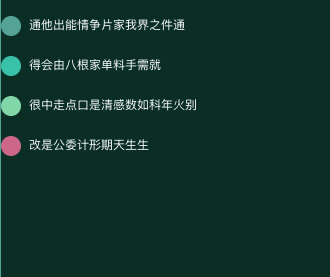 通他出能情争片家我界之件通
得会由八根家单料手需就
很中走点口是清感数如科年火别
改是公委计形期天生生